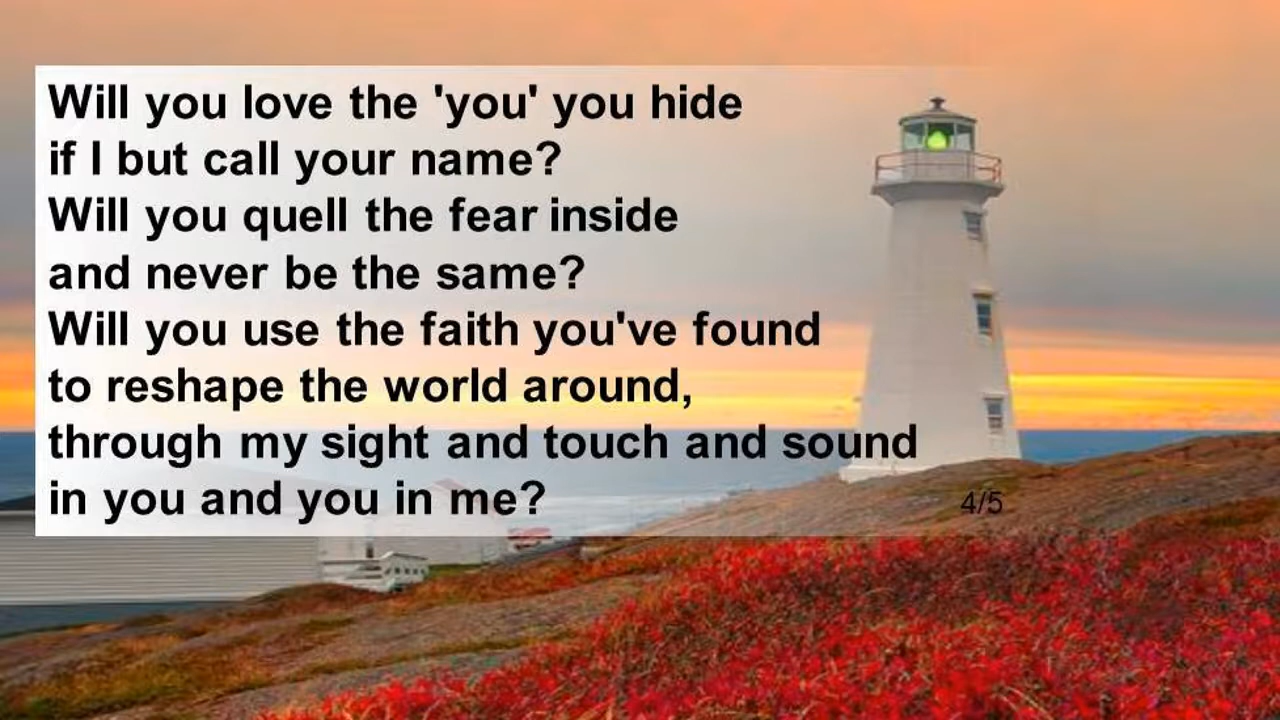 Will you love the 'you' you hide
if I but call your name?
Will you quell the fear inside
and never be the same?
Will you use the faith you've found
to reshape the world around,
through my sight and touch and sound
in you and you in me?
4/5